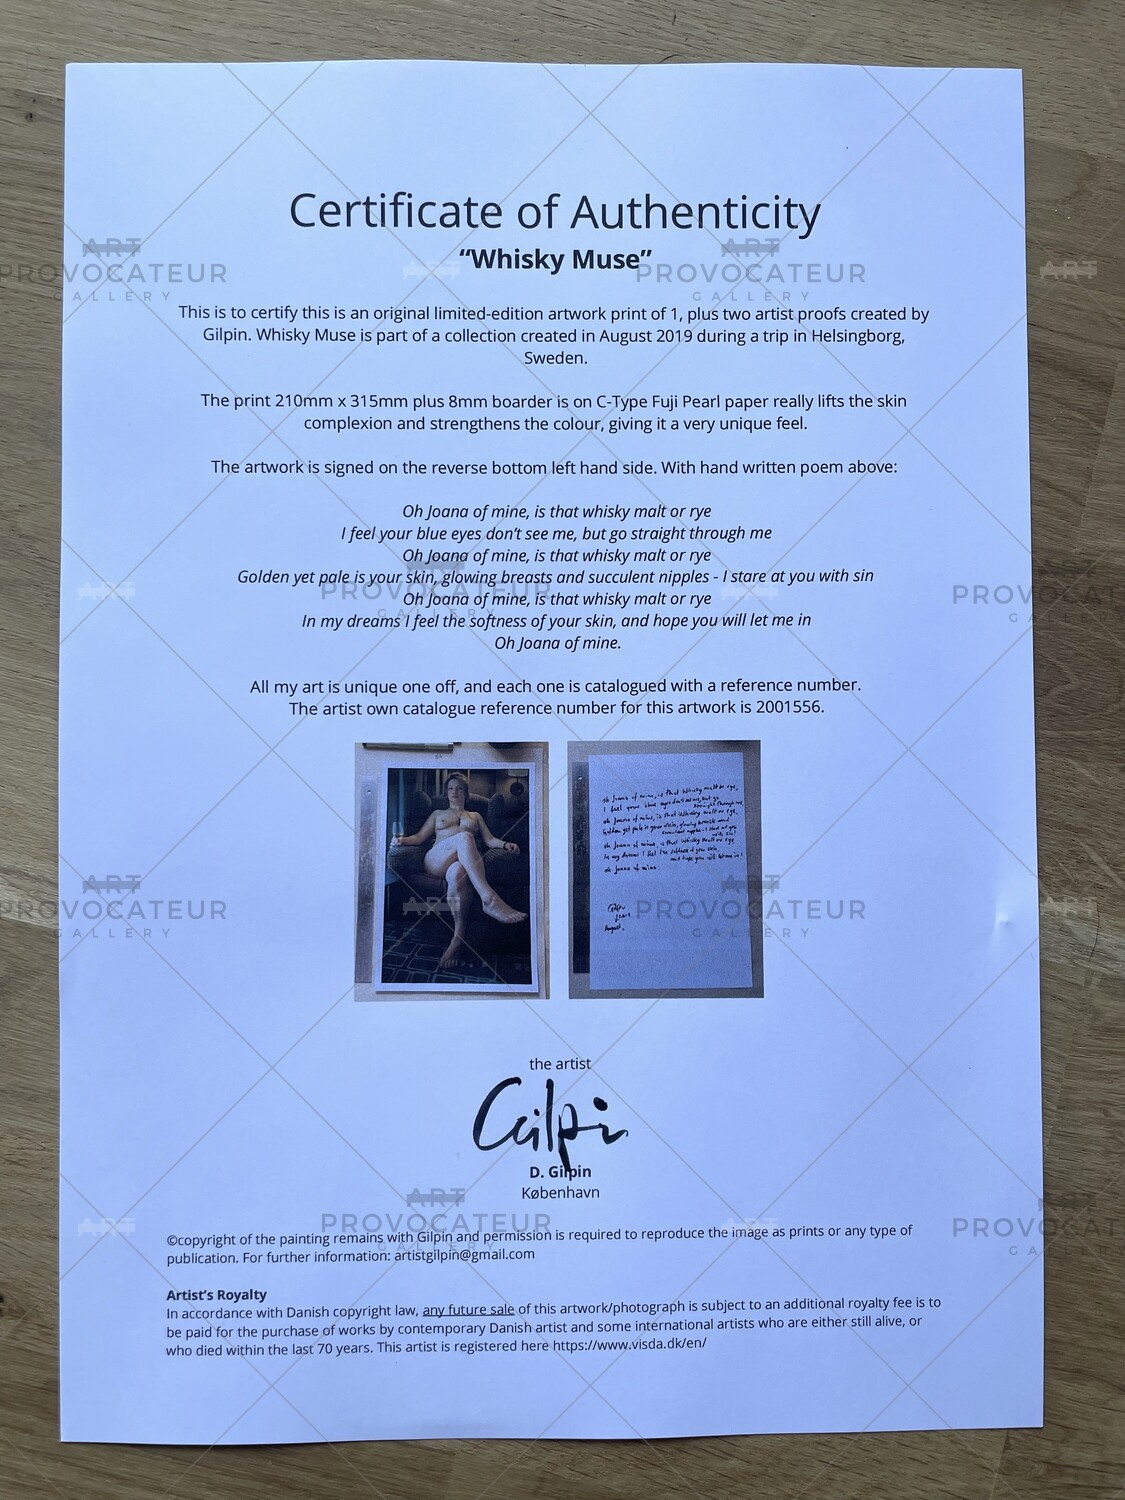 Certificate of Authenticity
“Whisky Muse”
This is to certify this is an original limited-edition artwork print of 1, plus two artist proofs created by
Gilpin. Whisky Muse is part of a collection created in August 2019 during a trip in Helsingborg,
Sweden.
The print 210mm x 315mm plus 8mm boarder is on C-Type Fuji Pearl paper really lifts the skin
complexion and strengthens the colour, giving it a very unique feel.
The artwork is signed on the reverse bottom left hand side. With hand written poem above:
Oh Joana of mine, is that whisky malt or rye
I feel your blue eyes don’t see me, but go straight through me
Oh Joana of mine, is that whisky malt or rye
Golden yet pale is your skin, glowing breasts and succulent nipples - I stare at you with sin
Oh Joana of mine, is that whisky malt or rye
In my dreams I feel the softness of your skin, and hope you will let me in
Oh Joana of mine.
All my art is unique one off, and each one is catalogued with a reference number.
The artist own catalogue reference number for this artwork is 2001556.
the artist
Gilpin
D. Gilpin
København
©copyright of the painting remains with Gilpin and permission is required to reproduce the image as prints or any type of
publication. For further information: artistgilpin@gmail.com
Artist’s Royalty
In accordance with Danish copyright law, any future sale of this artwork/photograph is subject to an additional royalty fee is to
be paid for the purchase of works by contemporary Danish artist and some international artists who are either still alive, or
who died within the last 70 years. This artist is registered here https://www.visda.dk/en/
ART
PROVOCATEUR
GALLERY